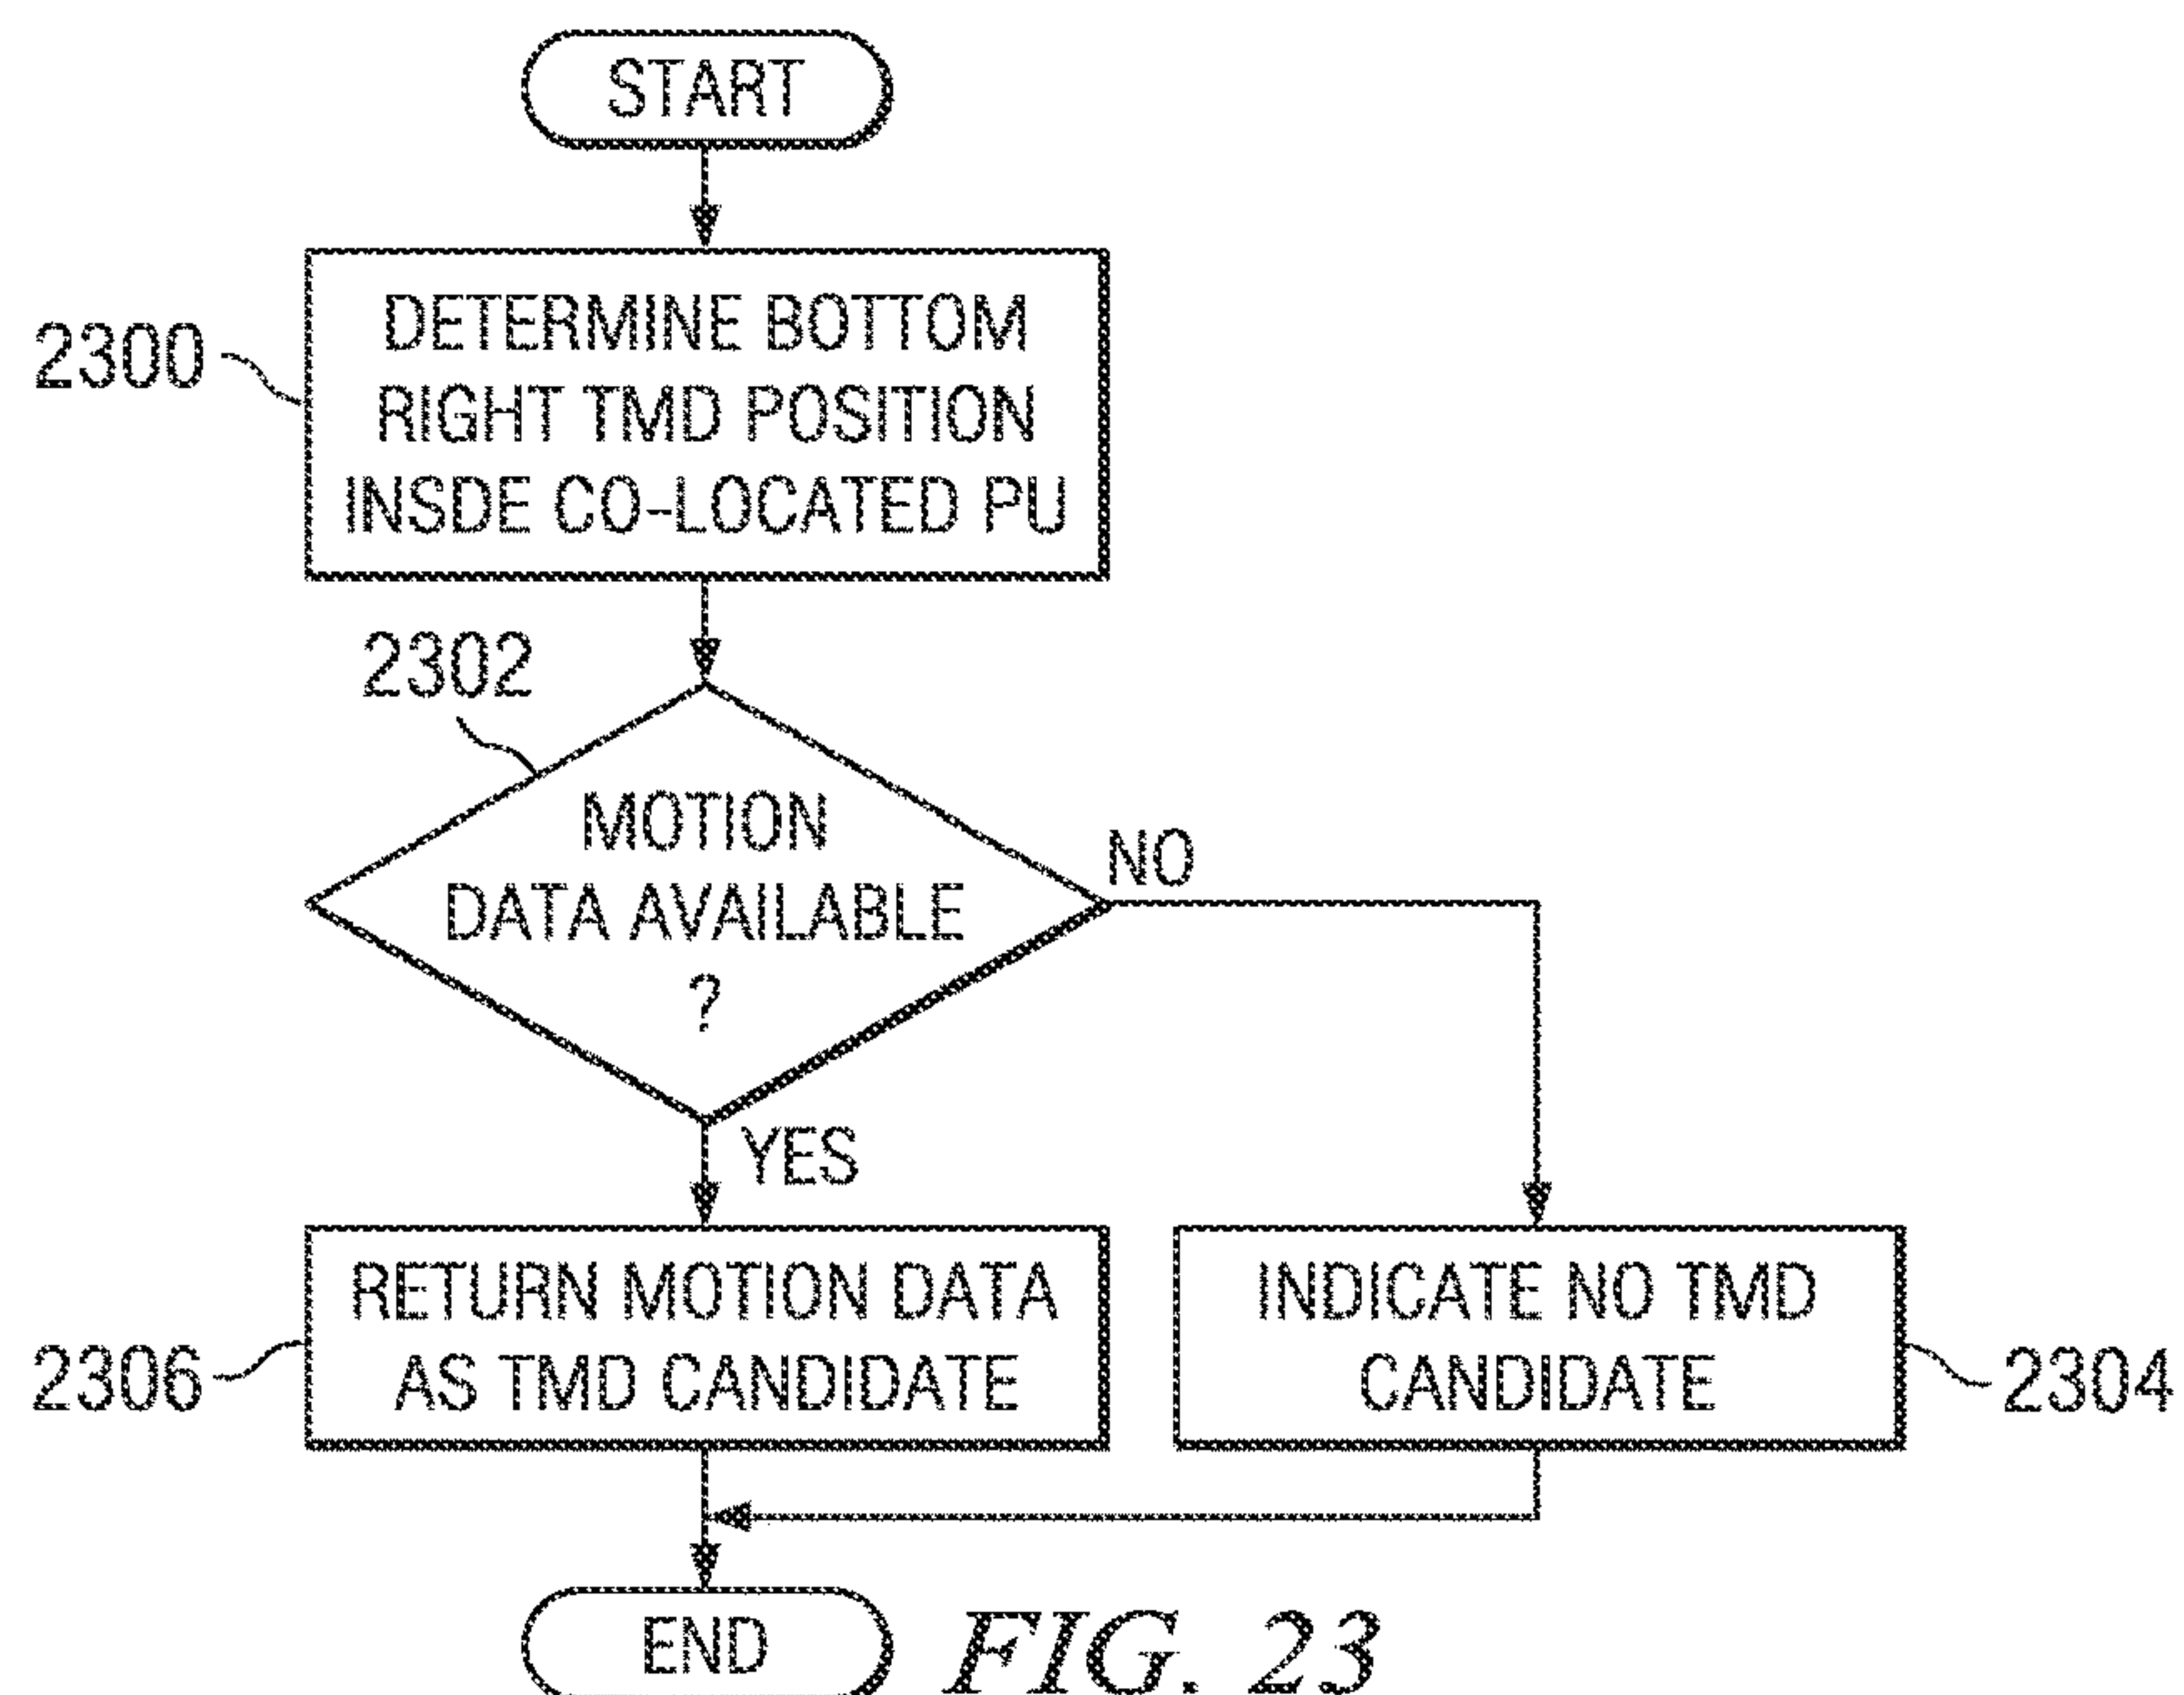 START
2300
DETERMINE BOTTOM
RIGHT TMD POSITION
INSDE CO-LOCATED PU
2302
MOTION
DATA AVAILABLE
?
NO
YES
2306
RETURN MOTION DATA
AS TMD CANDIDATE
INDICATE NO TMD
CANDIDATE
2304
END
FIG. 23